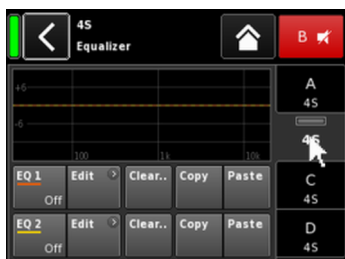 4S
Equalizer
B
+6
-6
100 1k 10k
A
4S
4S
C
4S
D
4S
EQ 1 Edit Clear.. Copy Paste
Off
EQ 2 Edit Clear.. Copy Paste
Off